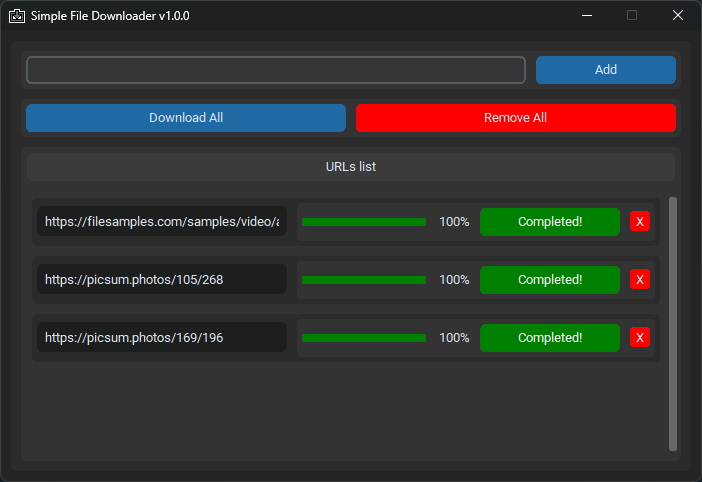 Simple File Downloader v1.0.0
Add
Download All Remove All
URLs list
https://filesamples.com/samples/video/a 100% Completed! X
https://picsum.photos/105/268 100% Completed! X
https://picsum.photos/169/196 100% Completed! X